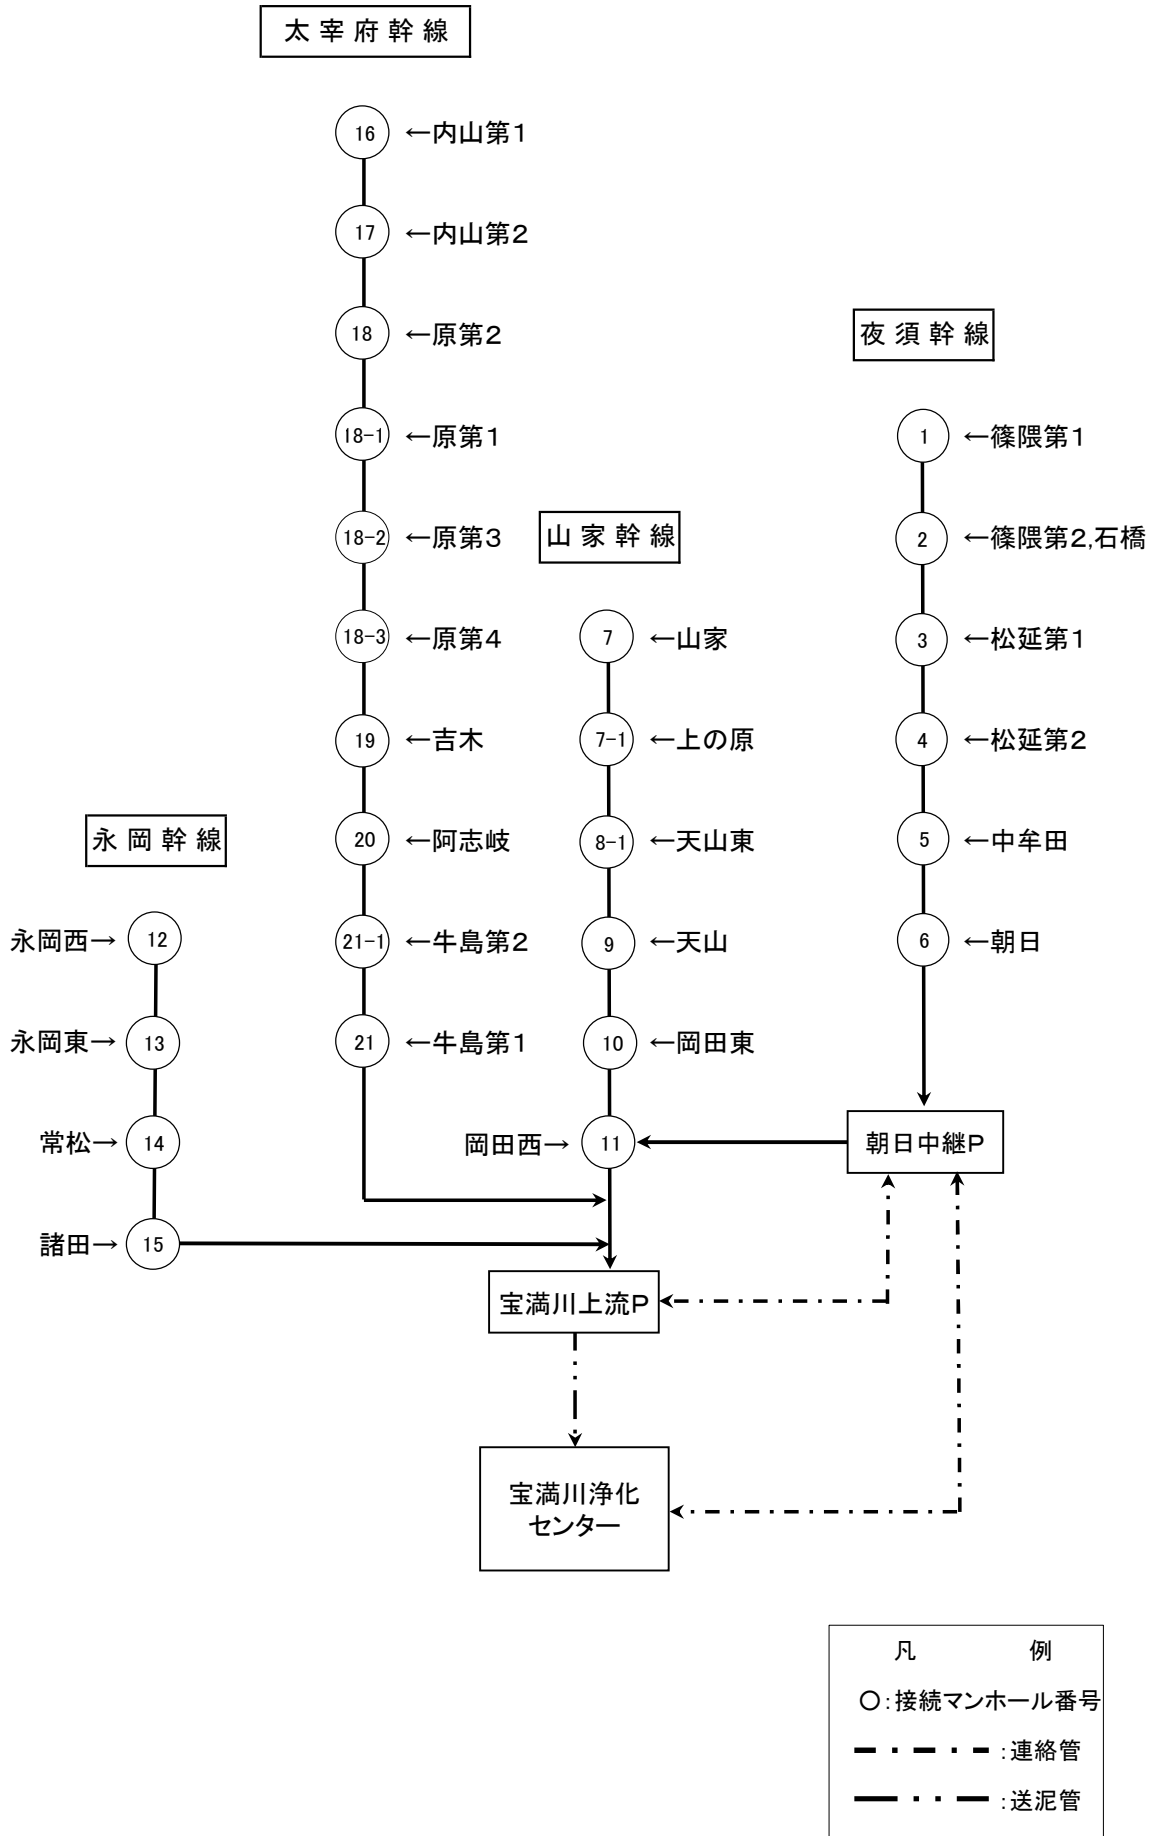 太宰府幹線
16 ←内山第1
17 ←内山第2
18 ←原第2
18-1 ←原第1
18-2 ←原第3
18-3 ←原第4
19 ←吉木
20 ←阿志岐
21-1 ←牛島第2
21 ←牛島第1
夜須幹線
1 ←篠隈第1
2 ←篠隈第2,石橋
3 ←松延第1
4 ←松延第2
5 ←中牟田
6 ←朝日
山家幹線
7 ←山家
7-1 ←上の原
8-1 ←天山東
9 ←天山
10 ←岡田東
岡田西→ 11
永岡幹線
永岡西→ 12
永岡東→ 13
常松→ 14
諸田→ 15
朝日中継P
宝満川上流P
宝満川浄化
センター
凡 例
○:接続マンホール番号
:連絡管
:送泥管